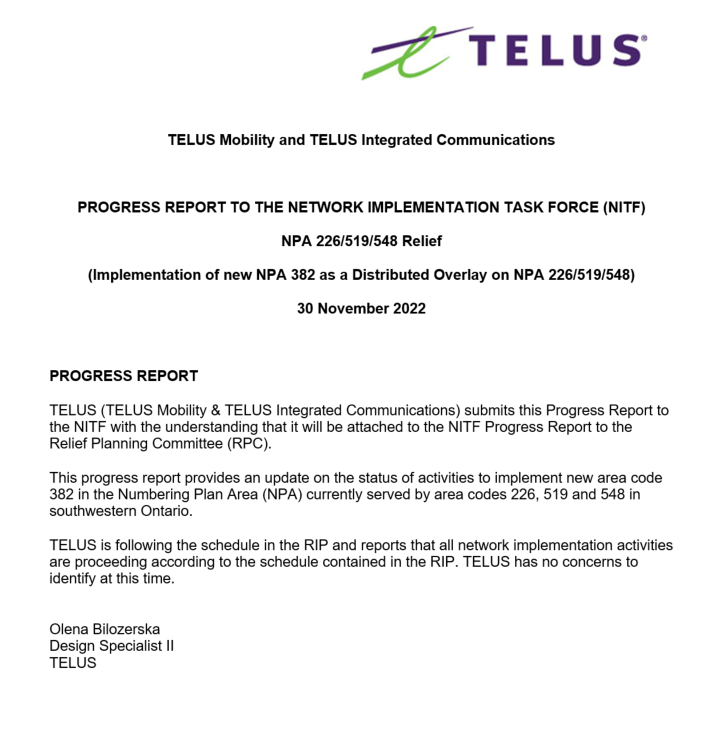 TELUS®
TELUS Mobility and TELUS Integrated Communications
PROGRESS REPORT TO THE NETWORK IMPLEMENTATION TASK FORCE (NITF)
NPA 226/519/548 Relief
(Implementation of new NPA 382 as a Distributed Overlay on NPA 226/519/548)
30 November 2022
PROGRESS REPORT
TELUS (TELUS Mobility & TELUS Integrated Communications) submits this Progress Report to
the NITF with the understanding that it will be attached to the NITF Progress Report to the
Relief Planning Committee (RPC).
This progress report provides an update on the status of activities to implement new area code
382 in the Numbering Plan Area (NPA) currently served by area codes 226, 519 and 548 in
southwestern Ontario.
TELUS is following the schedule in the RIP and reports that all network implementation activities
are proceeding according to the schedule contained in the RIP. TELUS has no concerns to
identify at this time.
Olena Bilozerska
Design Specialist II
TELUS